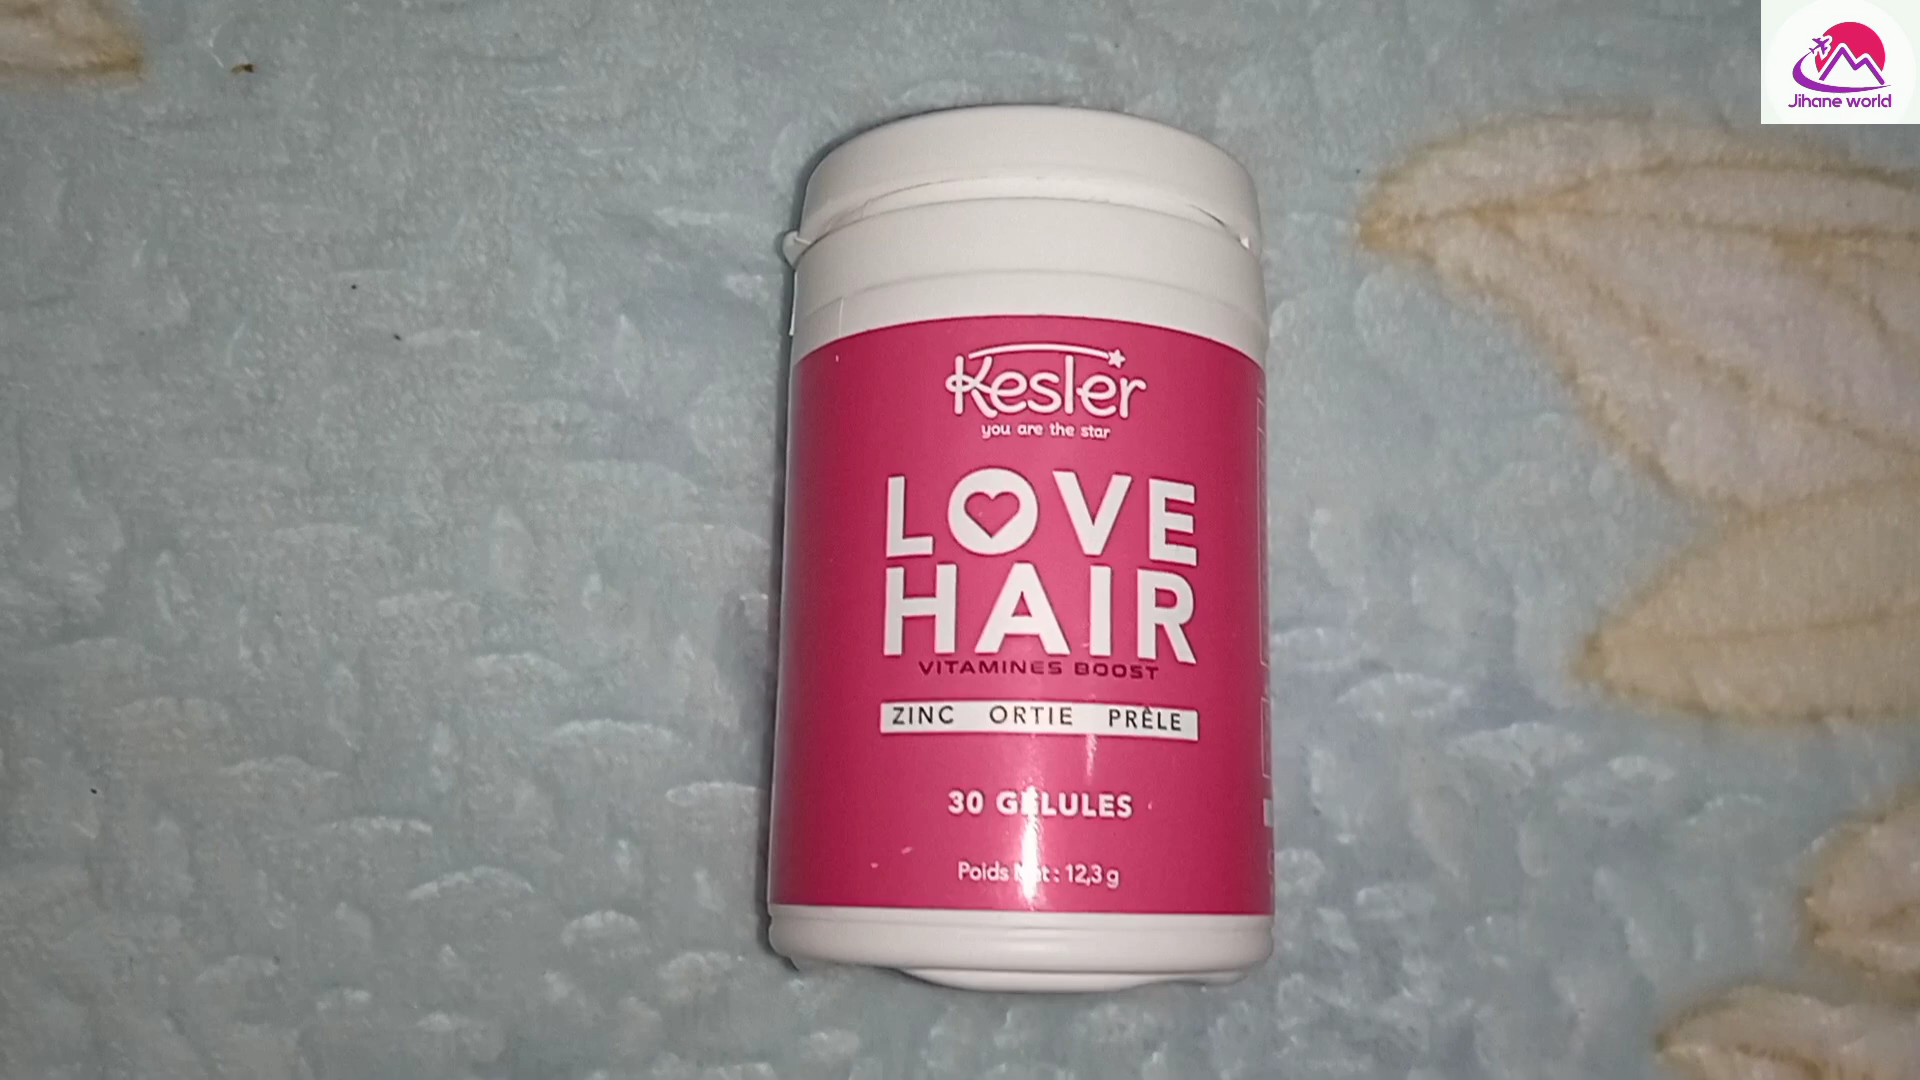 Jihane world
Kesler
you are the star
LOVE
HAIR
VITAMINES BOOST
ZINC ORTIE PRÊLE
30 GÉLULES
Poids Net : 12,3 g